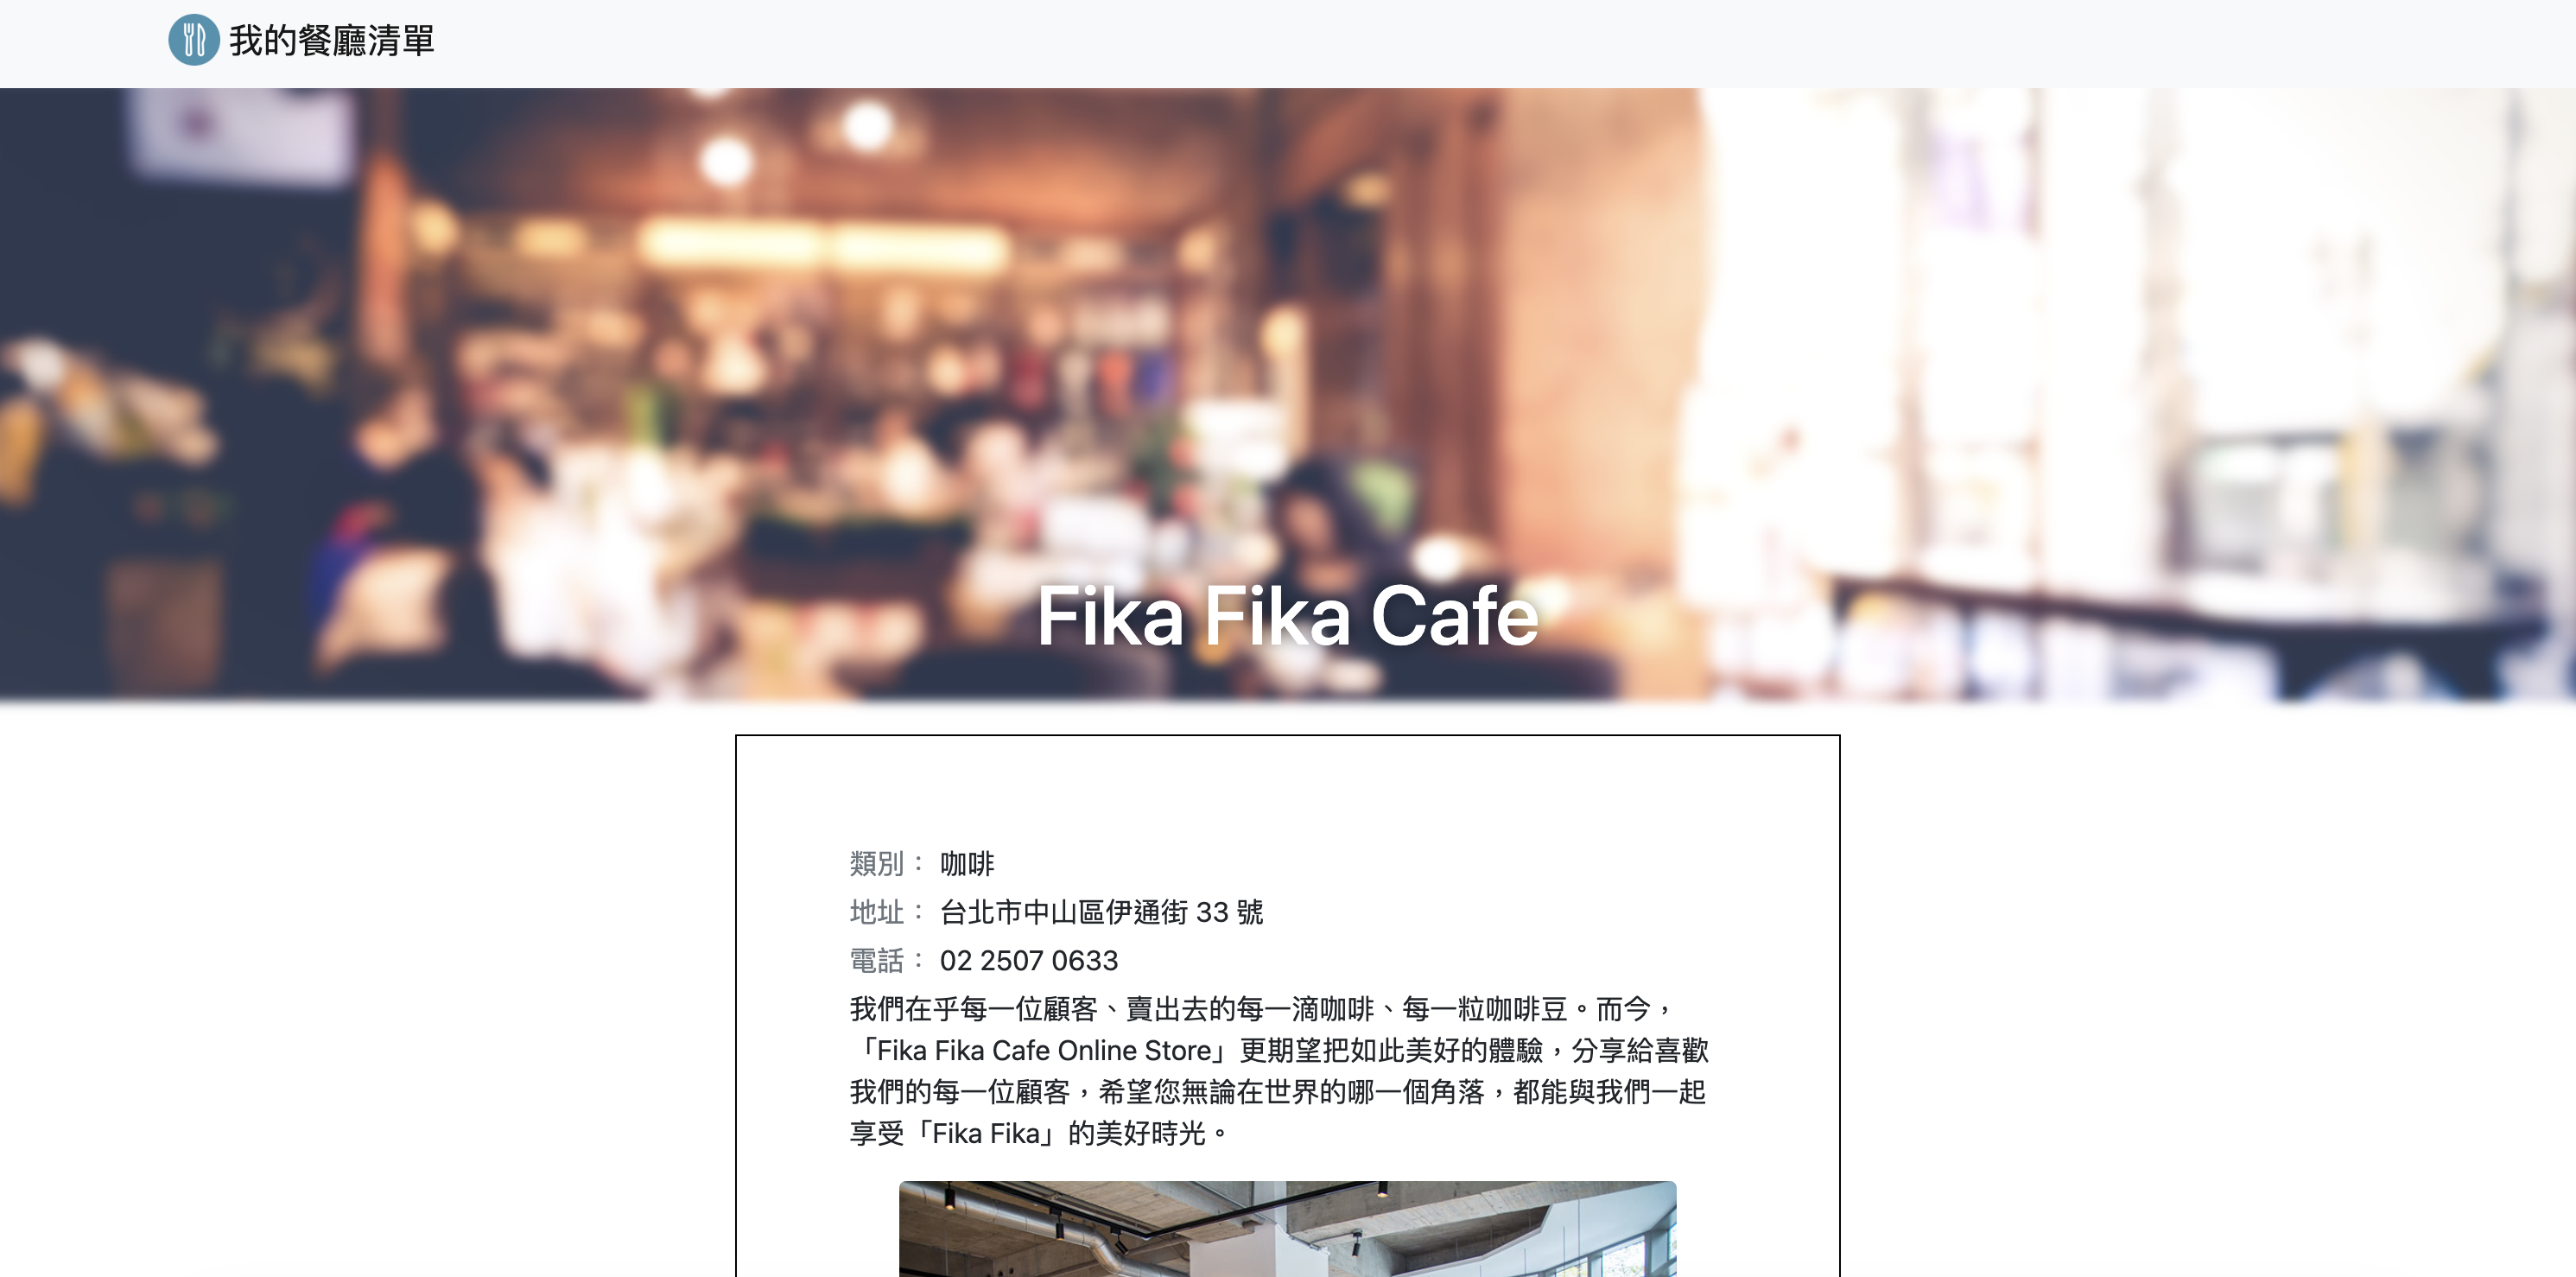 我的餐廳清單
Fika Fika Cafe
類別： 咖啡
地址： 台北市中山區伊通街 33 號
電話： 02 2507 0633
我們在乎每一位顧客、賣出去的每一滴咖啡、每一粒咖啡豆。而今，
「Fika Fika Cafe Online Store」更期望把如此美好的體驗，分享給喜歡
我們的每一位顧客，希望您無論在世界的哪一個角落，都能與我們一起
享受「Fika Fika」的美好時光。